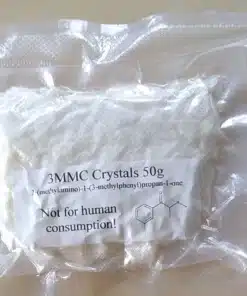 3MMC Crystals 50g
2-(methylamino)-1-(3-methylphenyl)propan-1-one
Not for human
consumption!